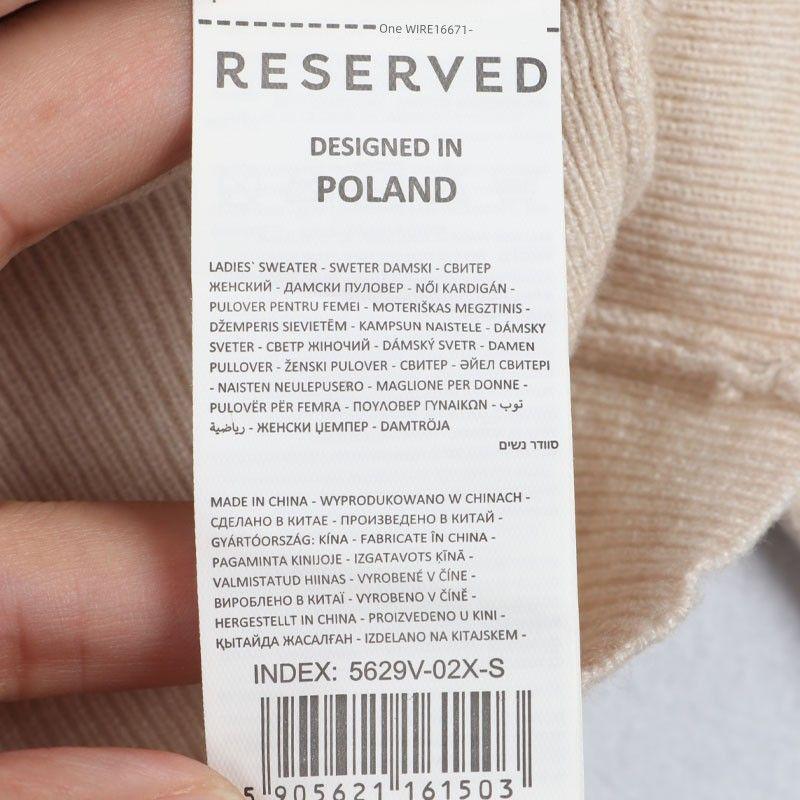 One WIRE16671-
RESERVED
DESIGNED IN
POLAND
LADIES` SWEATER - SWETER DAMSKI - СВИТЕР
ЖЕНСКИЙ - ДАМСКИ ПУЛОВЕР - NŐI KARDIGÁN -
PULOVER PENTRU FEMEI - MOTERIŠKAS MEGZTINIS -
DŽEMPERIS SIEVIETĒM - KAMPSUN NAISTELE - DÁMSKY
SVETER - СВЕТР ЖІНОЧИЙ - DÁMSKÝ SVETR - DAMEN
PULLOVER - ŽENSKI PULOVER - СВИТЕР - ӘЙЕЛ СВИТЕРІ
- NAISTEN NEULEPUSERO - MAGLIONE PER DONNE -
PULOVËR PËR FEMRA - ΠΟΥΛΟΒΕΡ ΓΥΝΑΙΚΩΝ - توب
رياضية - ЖЕНСКИ ЏЕМПЕР - DAMTRÖJA
סוודר נשים
MADE IN CHINA - WYPRODUKOWANO W CHINACH -
СДЕЛАНО В КИТАЕ - ПРОИЗВЕДЕНО В КИТАЙ -
GYÁRTÓORSZÁG: KÍNA - FABRICATE ÎN CHINA -
PAGAMINTA KINIJOJE - IZGATAVOTS ĶĪNĀ -
VALMISTATUD HIINAS - VYROBENÉ V ČÍNE -
ВИРОБЛЕНО В КИТАЇ - VYROBENO V ČÍNĚ -
HERGESTELLT IN CHINA - PROIZVEDENO U KINI -
ҚЫТАЙДА ЖАСАЛҒАН - IZDELANO NA KITAJSKEM -
INDEX: 5629V-02X-S
5 905621 161503